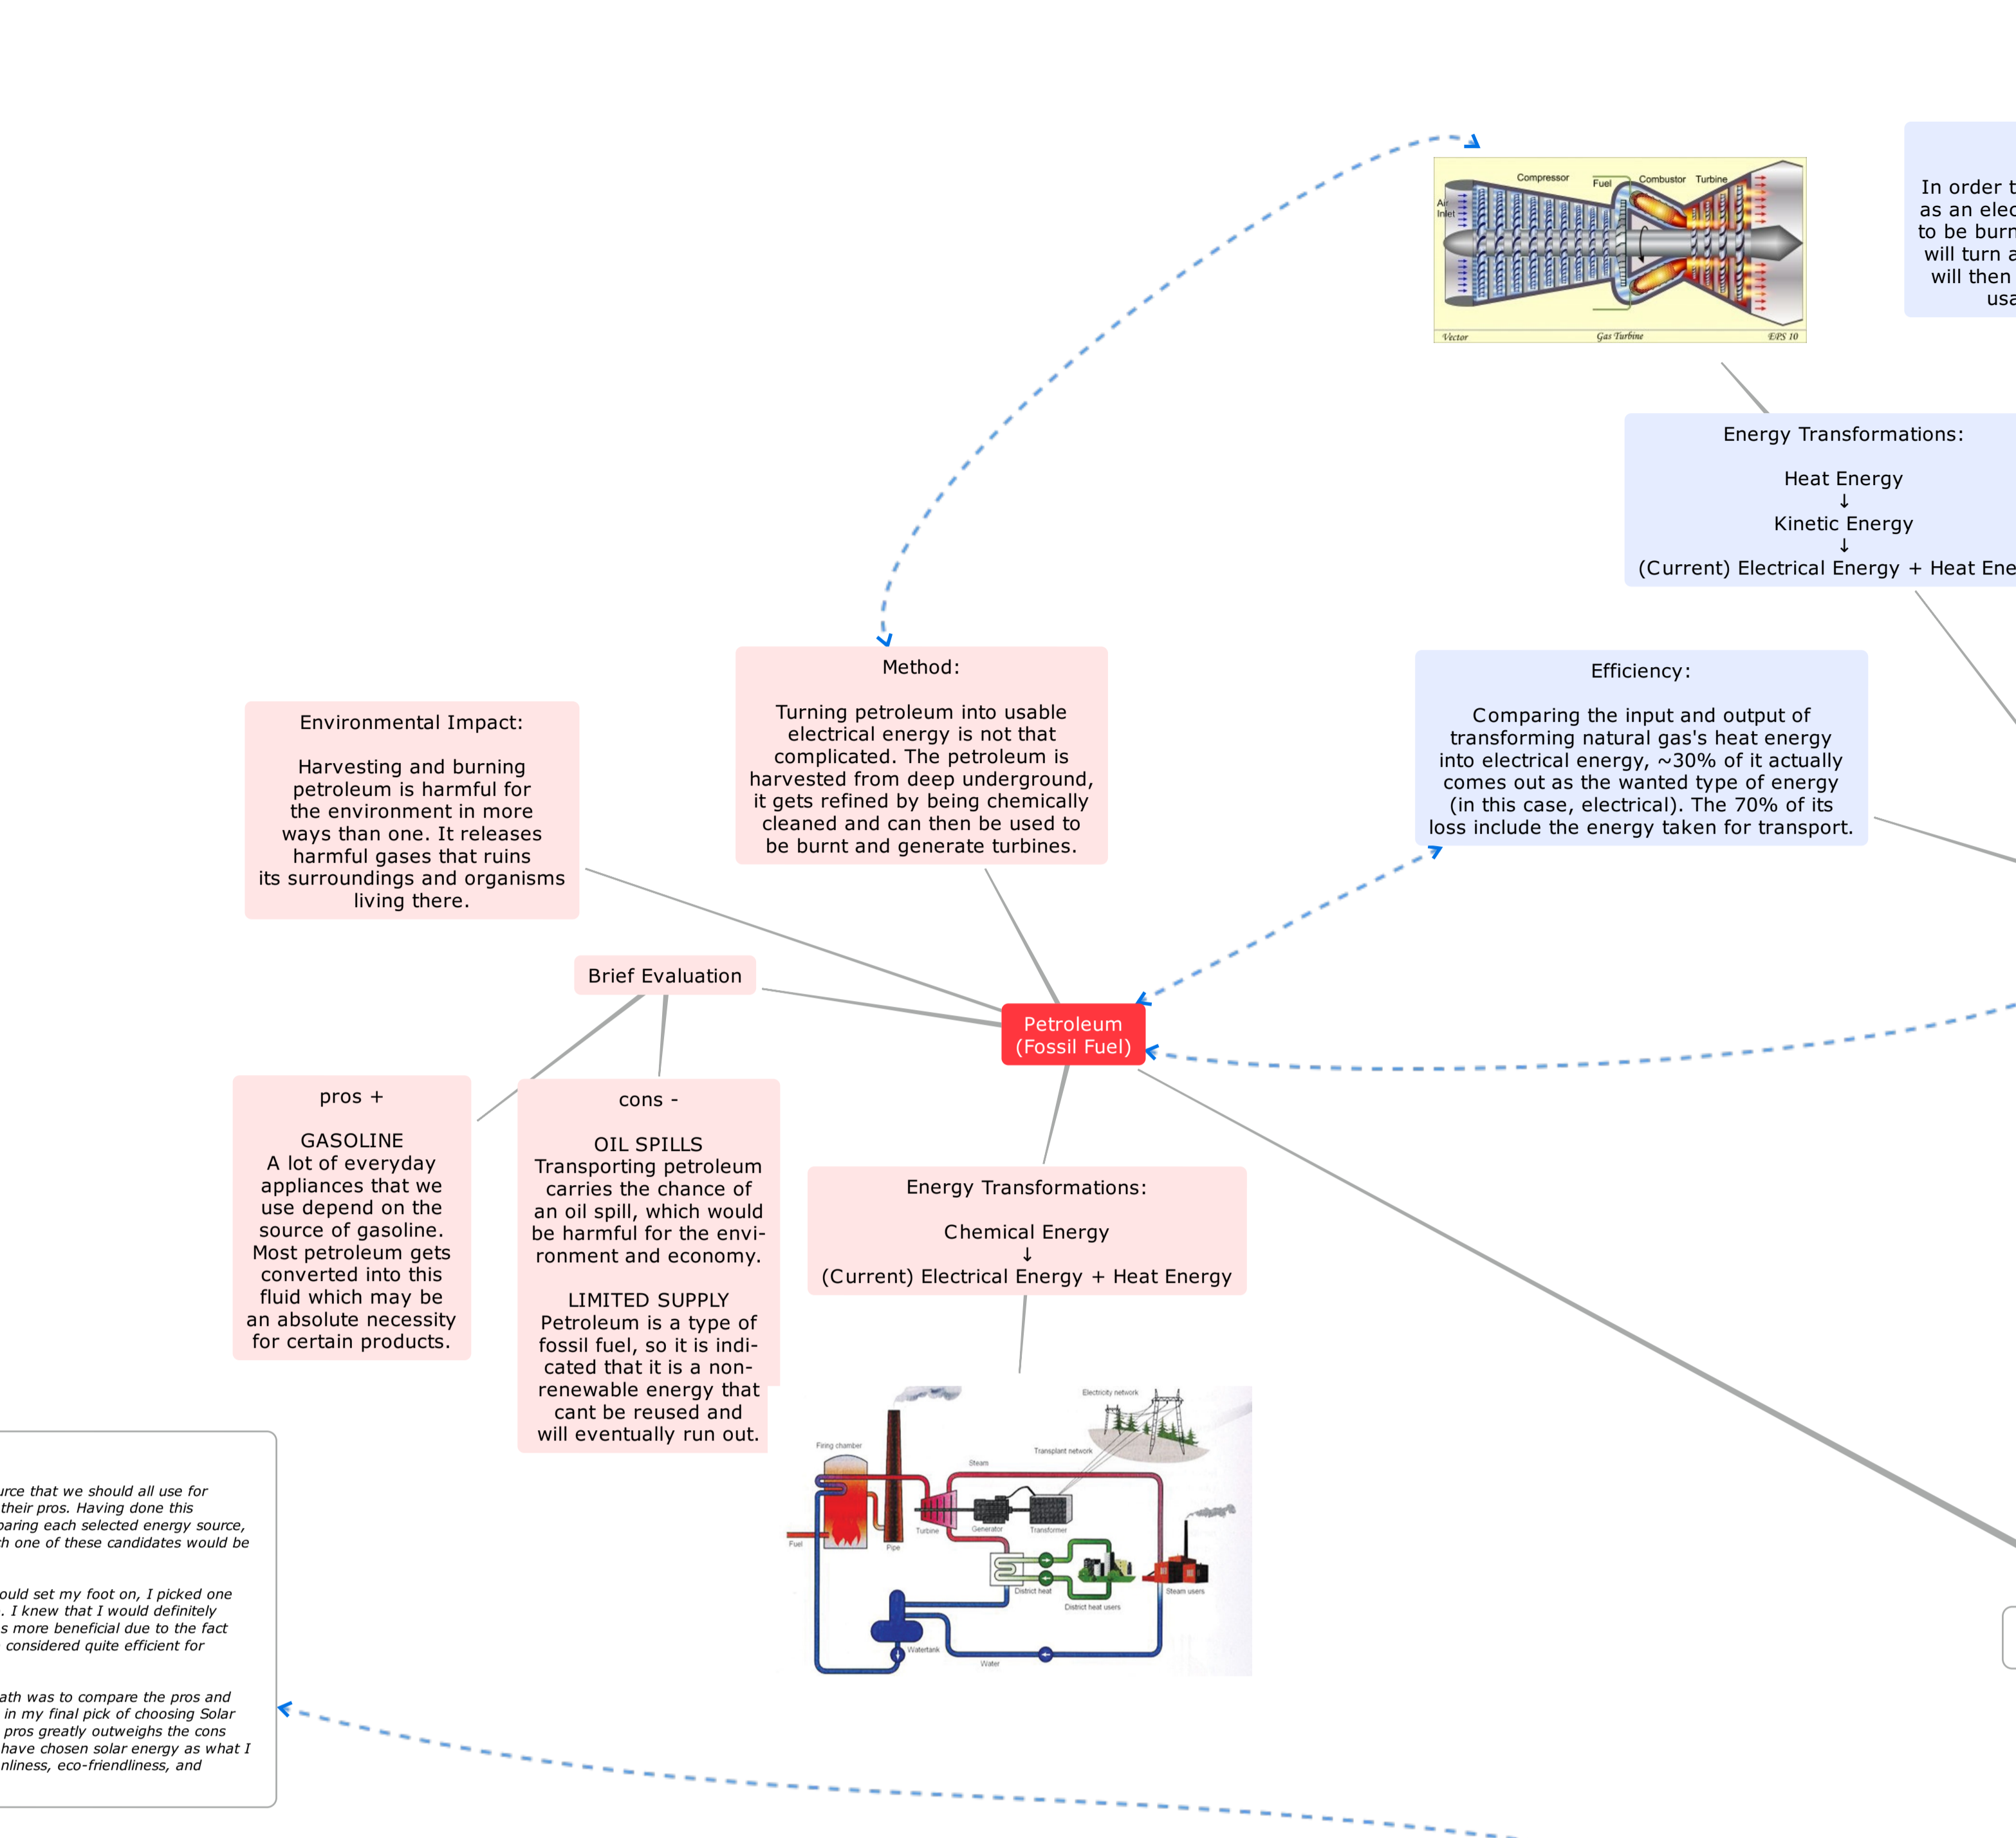 Compressor
Fuel
Combustor
Turbine
Air
Inlet
Vector
Gas Turbine
EPS 10
In order
as an
to be
will turn
will then
Energy Transformations:
Heat Energy
↓
Kinetic Energy
↓
(Current) Electrical Energy + Heat
Efficiency:
Comparing the input and output of
transforming natural gas's heat energy
into electrical energy, ~30% of it actually
comes out as the wanted type of energy
(in this case, electrical). The 70% of its
loss include the energy taken for transport.
Method:
Turning petroleum into usable
electrical energy is not that
complicated. The petroleum is
harvested from deep underground,
it gets refined by being chemically
cleaned and can then be used to
be burnt and generate turbines.
Environmental Impact:
Harvesting and burning
petroleum is harmful for
the environment in more
ways than one. It releases
harmful gases that ruins
its surroundings and organisms
living there.
Brief Evaluation
Petroleum
(Fossil Fuel)
pros +
GASOLINE
A lot of everyday
appliances that we
use depend on the
source of gasoline.
Most petroleum gets
converted into this
fluid which may be
an absolute necessity
for certain products.
cons -
OIL SPILLS
Transporting petroleum
carries the chance of
an oil spill, which would
be harmful for the envi-
ronment and economy.
LIMITED SUPPLY
Petroleum is a type of
fossil fuel, so it is indi-
cated that it is a non-
renewable energy that
cant be reused and
will eventually run out.
Energy Transformations:
Chemical Energy
↓
(Current) Electrical Energy + Heat Energy
Electricity network
Firing chamber
Transplant network
Steam
Turbine
Generator
Transformer
Fuel
Pipe
District heat
Steam users
District heat users
Watertank
Water
that we should all use for
their pros. Having done this
each selected energy source,
one of these candidates would be
set my foot on, I picked one
I knew that I would definitely
more beneficial due to the fact
considered quite efficient for
was to compare the pros and
in my final pick of choosing Solar
pros greatly outweighs the cons
have chosen solar energy as what I
eco-friendliness, and